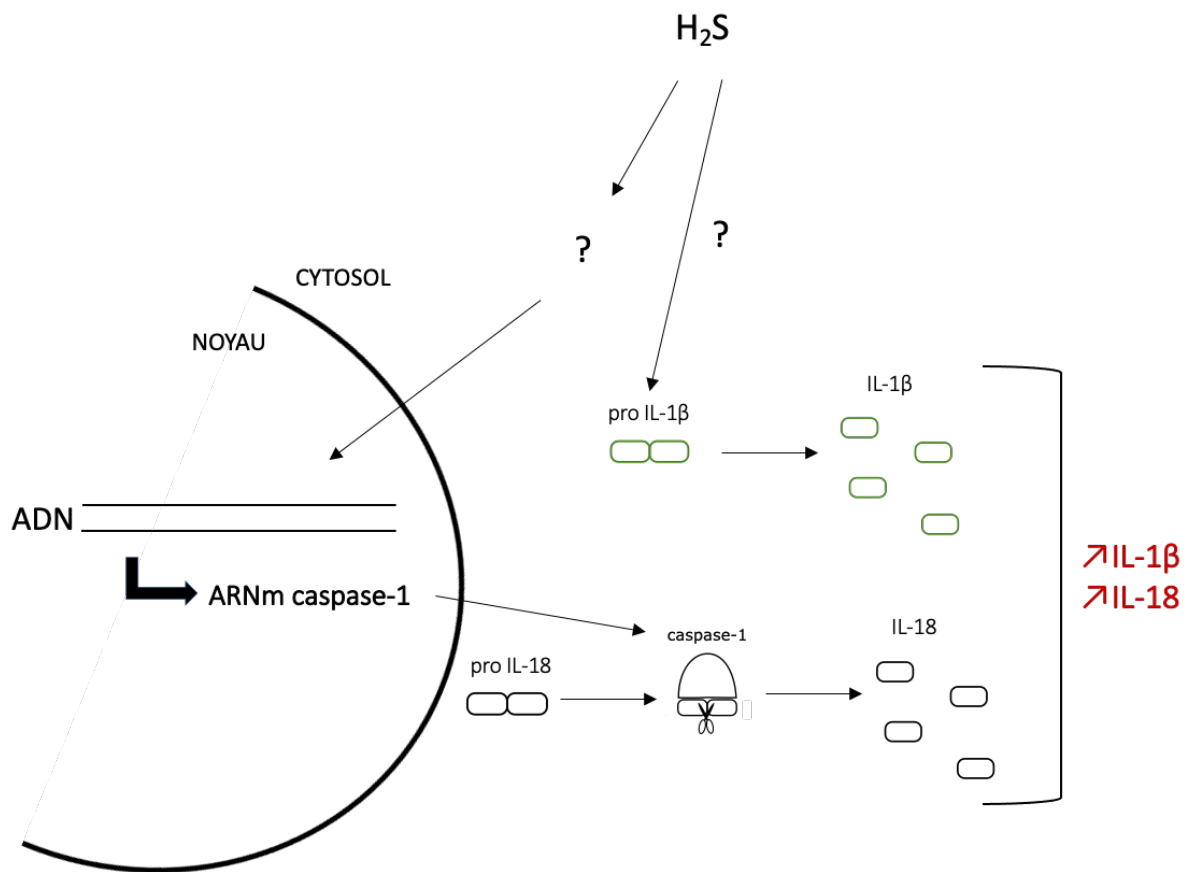 H₂S
?
?
CYTOSOL
NOYAU
IL-1β
pro IL-1β
ADN
↗IL-1β
ARNm caspase-1
↗IL-18
IL-18
caspase-1
pro IL-18